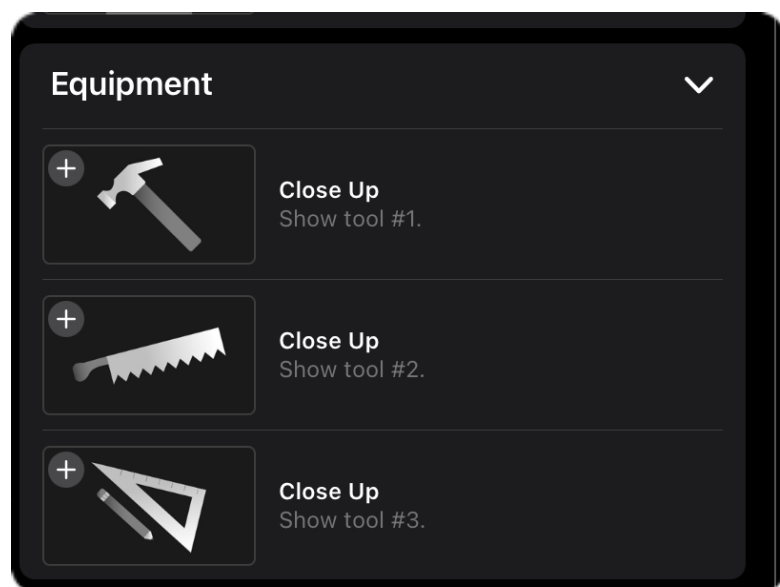 Equipment
Close Up
Show tool #1.
Close Up
Show tool #2.
Close Up
Show tool #3.